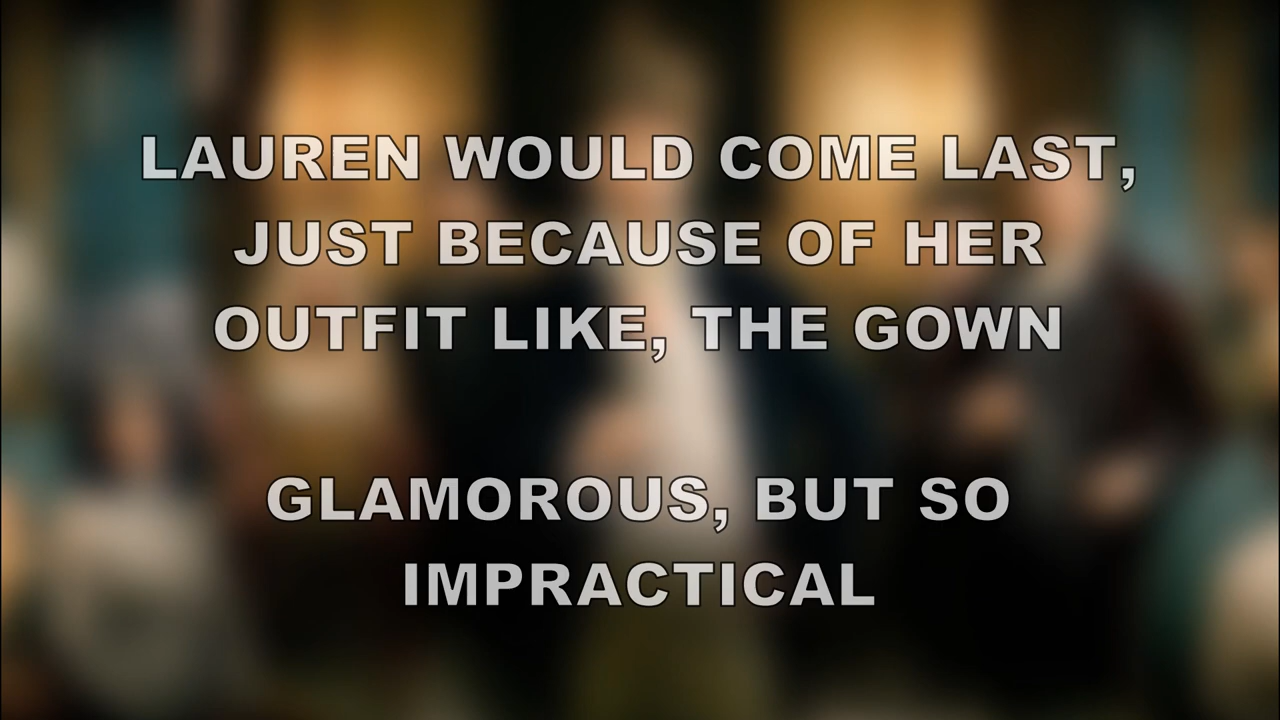 LAUREN WOULD COME LAST,
JUST BECAUSE OF HER
OUTFIT LIKE, THE GOWN
GLAMOROUS, BUT SO
IMPRACTICAL